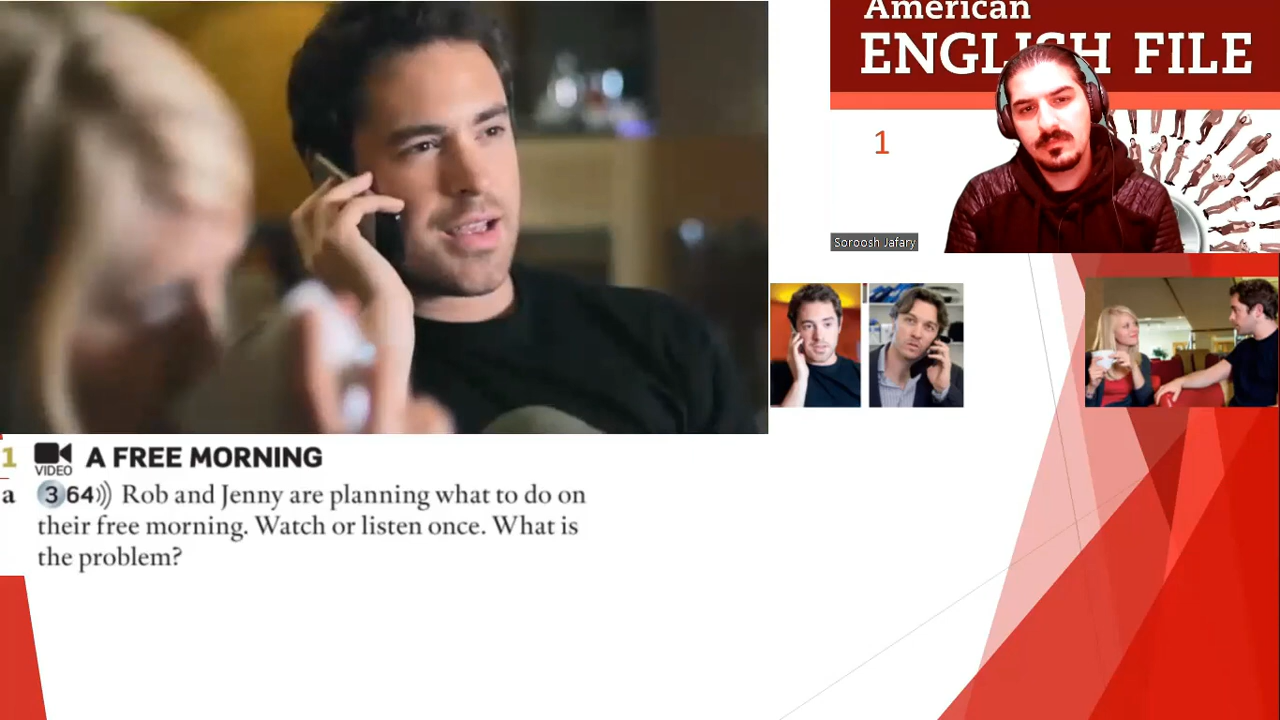 American
ENGLISH FILE
1
Soroosh Jafary
1 VIDEO A FREE MORNING
a 3 64)) Rob and Jenny are planning what to do on
their free morning. Watch or listen once. What is
the problem?